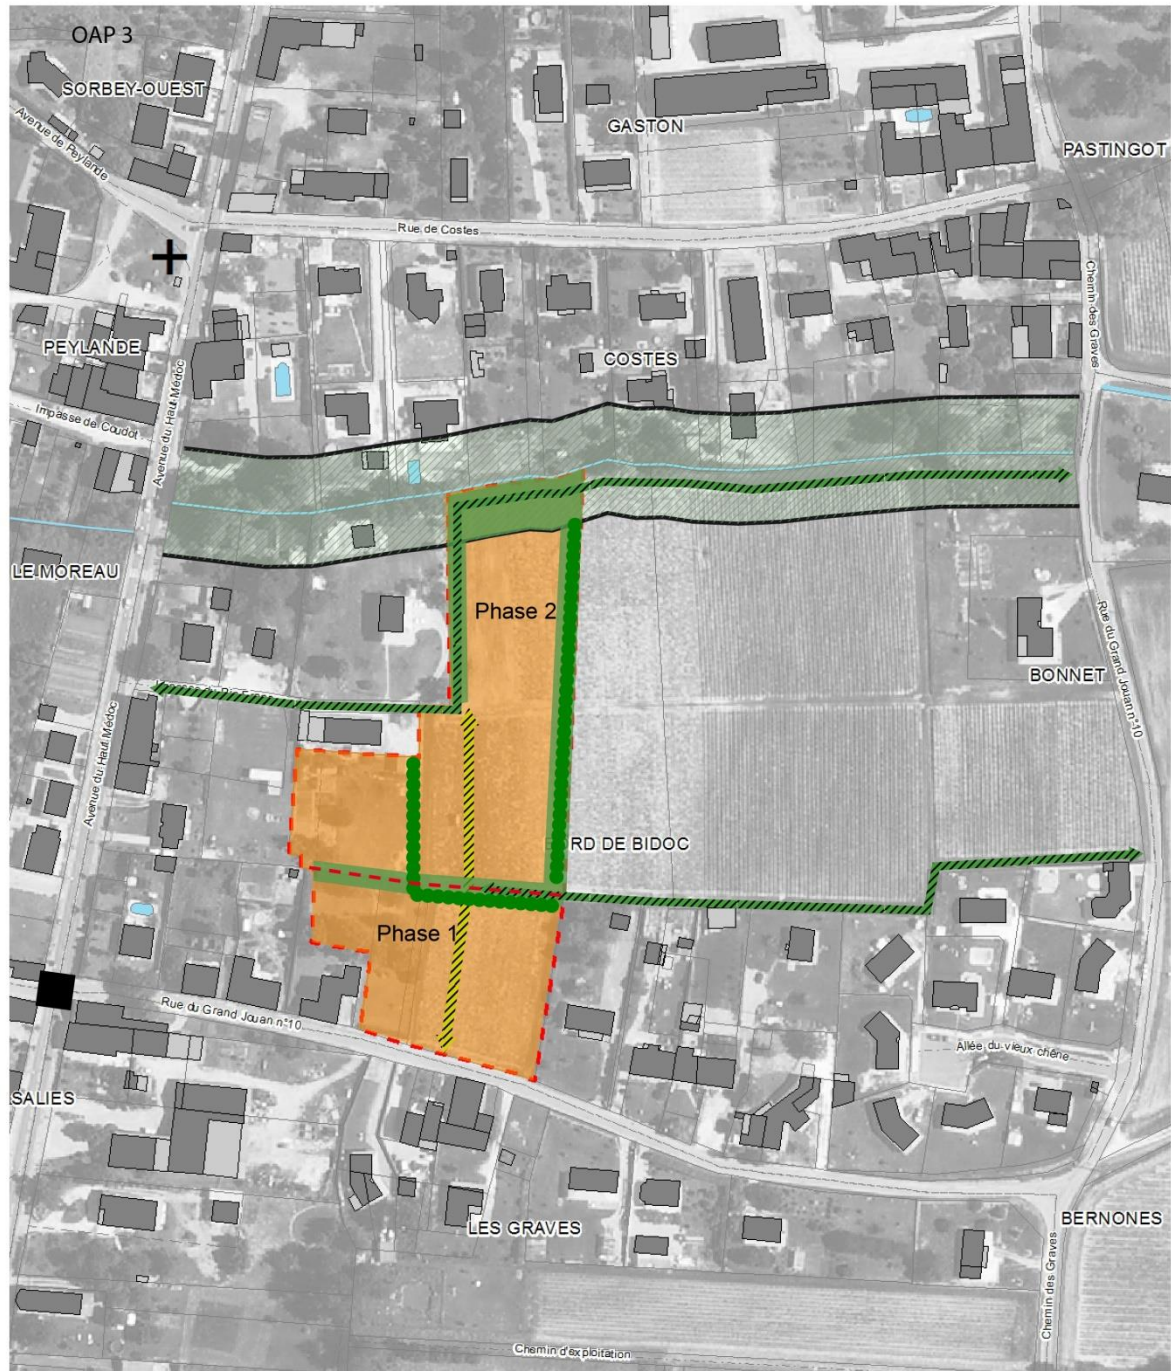 OAP 3
SORBEY-OUEST
GASTON
PASTINGOT
Avenue de Peylande
Rue de Costes
Chemin des Graves
PEYLANDE
COSTES
Impasse de Coudot
Avenue du Haut Médoc
LE MOREAU
Phase 2
BONNET
Rue du Grand Jouan n°10
Avenue du Haut Médoc
RD DE BIDOC
Phase 1
Rue du Grand Jouan n°10
Allée du vieux chêne
SALIES
LES GRAVES
BERNONES
Chemin des Graves
Chemin d'exploitation